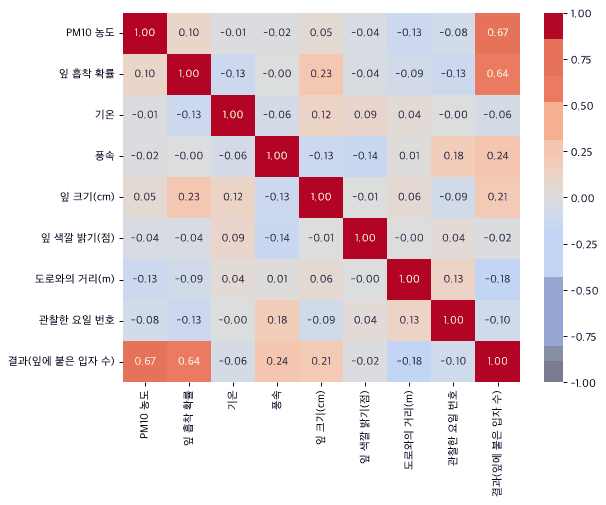 PM10 농도 1.00 0.10 -0.01 -0.02 0.05 -0.04 -0.13 -0.08 0.67
잎 흡착 확률 0.10 1.00 -0.13 -0.00 0.23 -0.04 -0.09 -0.13 0.64
기온 -0.01 -0.13 1.00 -0.06 0.12 0.09 0.04 -0.00 -0.06
풍속 -0.02 -0.00 -0.06 1.00 -0.13 -0.14 0.01 0.18 0.24
잎 크기(cm) 0.05 0.23 0.12 -0.13 1.00 -0.01 0.06 -0.09 0.21
잎 색깔 밝기(점) -0.04 -0.04 0.09 -0.14 -0.01 1.00 -0.00 0.04 -0.02
도로와의 거리(m) -0.13 -0.09 0.04 0.01 0.06 -0.00 1.00 0.13 -0.18
관찰한 요일 번호 -0.08 -0.13 -0.00 0.18 -0.09 0.04 0.13 1.00 -0.10
결과(잎에 붙은 입자 수) 0.67 0.64 -0.06 0.24 0.21 -0.02 -0.18 -0.10 1.00
PM10 농도
잎 흡착 확률
기온
풍속
잎 크기(cm)
잎 색깔 밝기(점)
도로와의 거리(m)
관찰한 요일 번호
결과(잎에 붙은 입자 수)
1.00
0.75
0.50
0.25
0.00
-0.25
-0.50
-0.75
-1.00